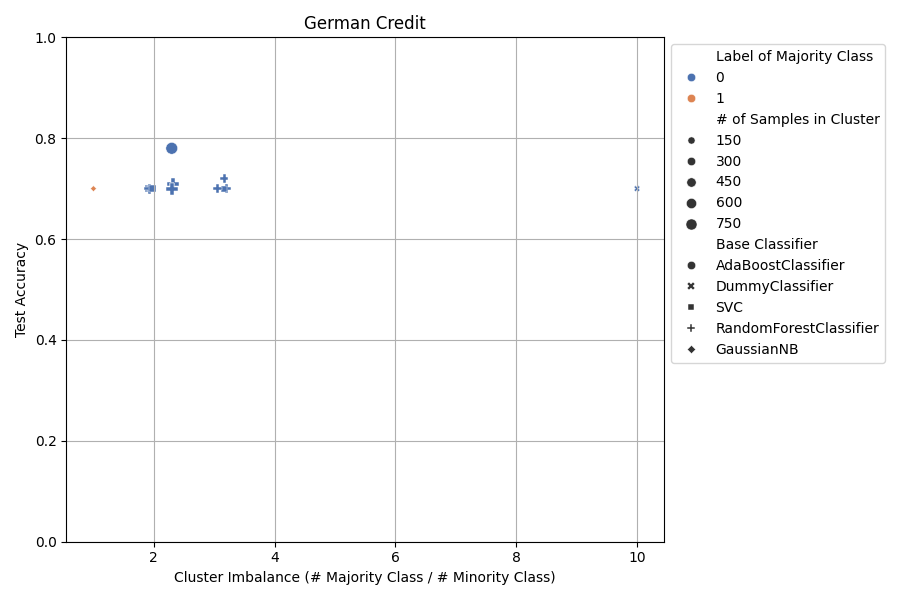 German Credit
1.0
0.8
0.6
0.4
0.2
0.0
Test Accuracy
2
4
6
8
10
Cluster Imbalance (# Majority Class / # Minority Class)
Label of Majority Class
0
1
# of Samples in Cluster
150
300
450
600
750
Base Classifier
AdaBoostClassifier
DummyClassifier
SVC
RandomForestClassifier
GaussianNB